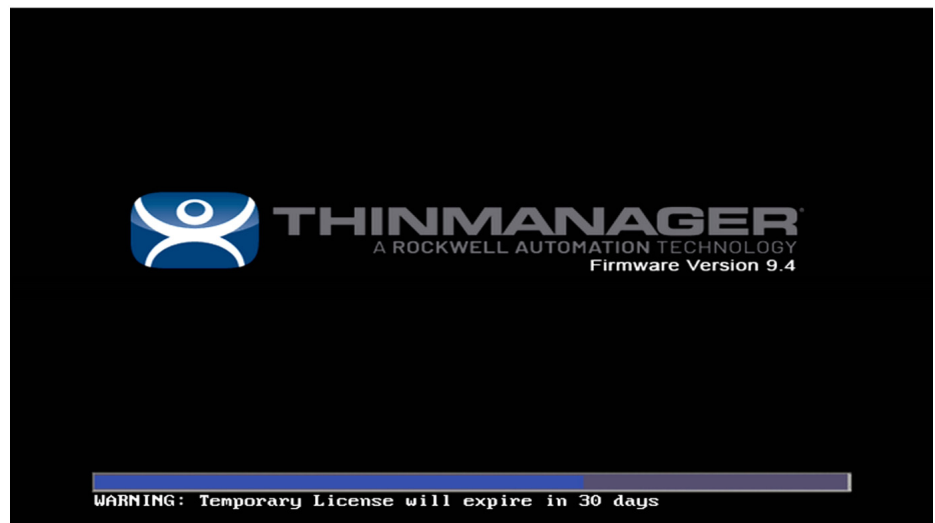 THINMANAGER®
A ROCKWELL AUTOMATION TECHNOLOGY
Firmware Version 9.4
WARNING: Temporary License will expire in 30 days